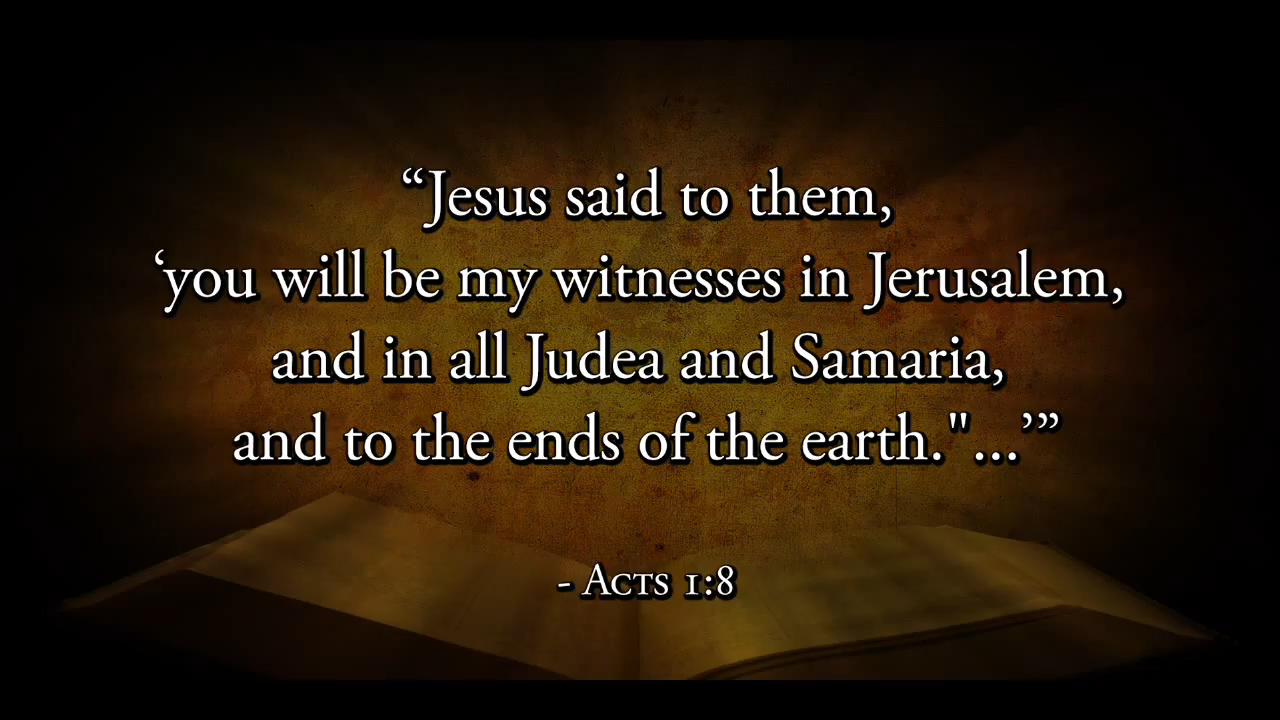 “Jesus said to them,
‘you will be my witnesses in Jerusalem,
and in all Judea and Samaria,
and to the ends of the earth."...’”
- Acts 1:8